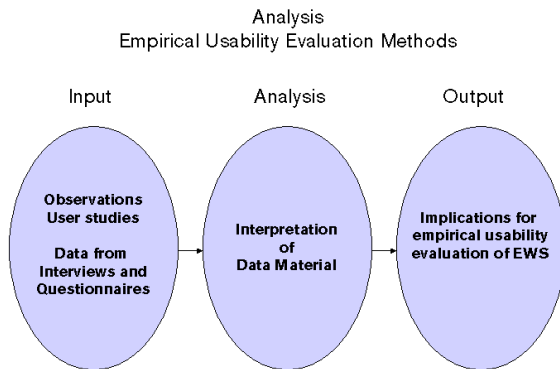 Analysis
Empirical Usability Evaluation Methods
Input
Analysis
Output
Observations
User studies
Data from
Interviews and
Questionnaires
Interpretation
of
Data Material
Implications for
empirical usability
evaluation of EWS